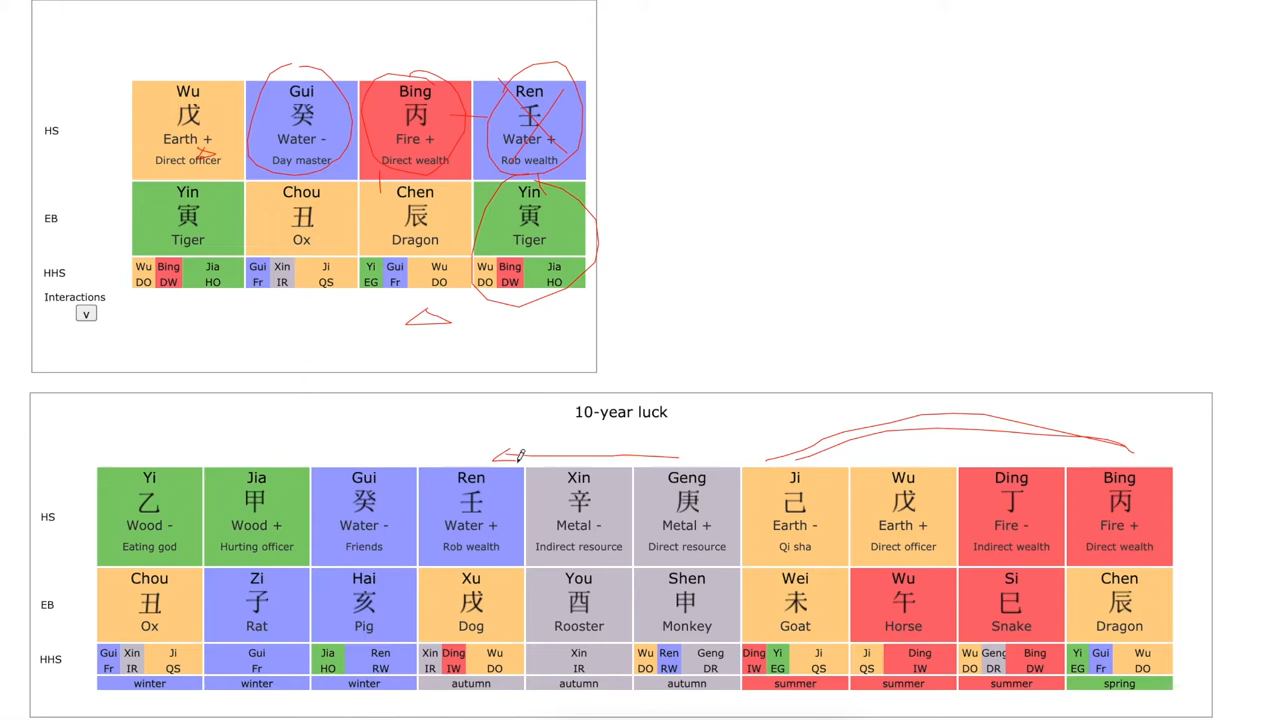 Wu Gui Bing Ren
戊 癸 丙 壬
HS Earth + Water - Fire + Water +
Direct officer Day master Direct wealth Rob wealth
Yin Chou Chen Yin
EB 寅 丑 辰 寅
Tiger Ox Dragon Tiger
HHS Wu Bing Jia Gui Xin Ji Yi Gui Wu Wu Bing Jia
DO DW HO Fr IR QS EG Fr DO DO DW HO
Interactions
v
10-year luck
Yi Jia Gui Ren Xin Geng Ji Wu Ding Bing
HS 乙 甲 癸 壬 辛 庚 己 戊 丁 丙
Wood - Wood + Water - Water + Metal - Metal + Earth - Earth + Fire - Fire +
Eating god Hurting officer Friends Rob wealth Indirect resource Direct resource Qi sha Direct officer Indirect wealth Direct wealth
Chou Zi Hai Xu You Shen Wei Wu Si Chen
EB 丑 子 亥 戌 酉 申 未 午 巳 辰
Ox Rat Pig Dog Rooster Monkey Goat Horse Snake Dragon
HHS Gui Xin Ji Gui Jia Ren Xin Ding Wu Xin Wu Ren Geng Ding Yi Ji Ji Ding Wu Geng Bing Yi Gui Wu
Fr IR QS Fr HO RW IR IW DO IR DO RW DR IW EG QS QS IW DO DR DW EG Fr DO
winter winter winter autumn autumn autumn summer summer summer spring